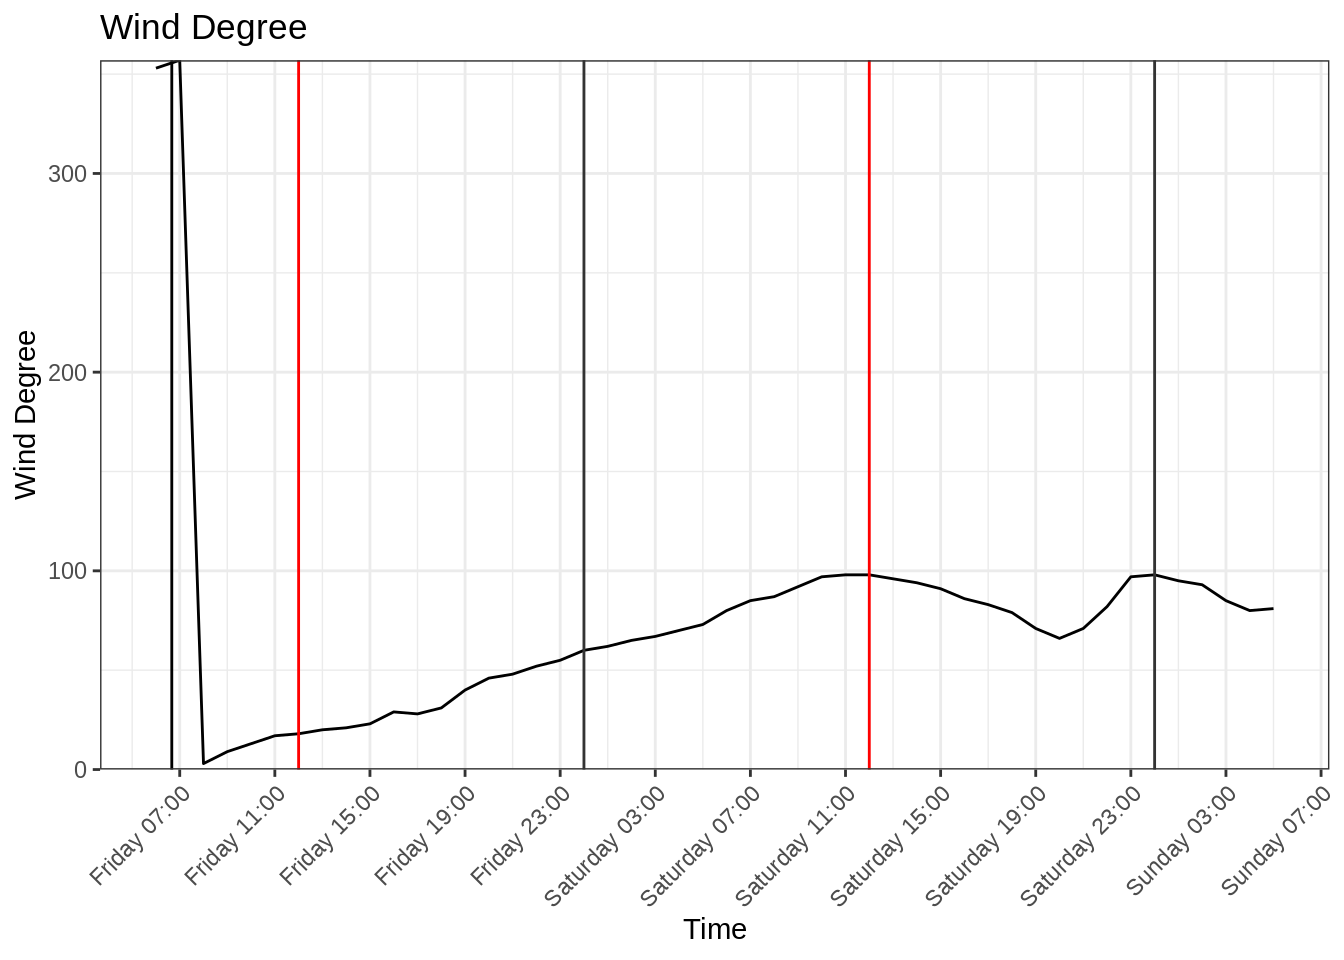 Wind Degree
Wind Degree
300
200
100
0
Friday 07:00
Friday 11:00
Friday 15:00
Friday 19:00
Friday 23:00
Saturday 03:00
Saturday 07:00
Saturday 11:00
Saturday 15:00
Saturday 19:00
Saturday 23:00
Sunday 03:00
Sunday 07:00
Time